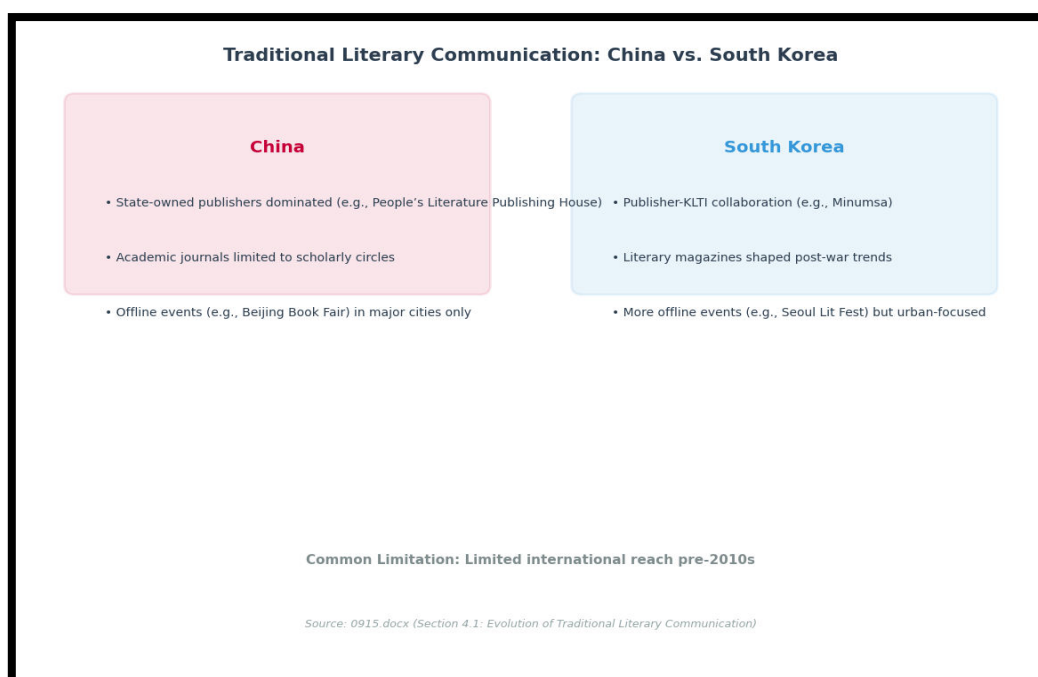 Traditional Literary Communication: China vs. South Korea
China
• State-owned publishers dominated (e.g., People’s Literature Publishing House)
• Academic journals limited to scholarly circles
• Offline events (e.g., Beijing Book Fair) in major cities only
South Korea
• Publisher-KLTI collaboration (e.g., Minumsa)
• Literary magazines shaped post-war trends
• More offline events (e.g., Seoul Lit Fest) but urban-focused
Common Limitation: Limited international reach pre-2010s
Source: 0915.docx (Section 4.1: Evolution of Traditional Literary Communication)